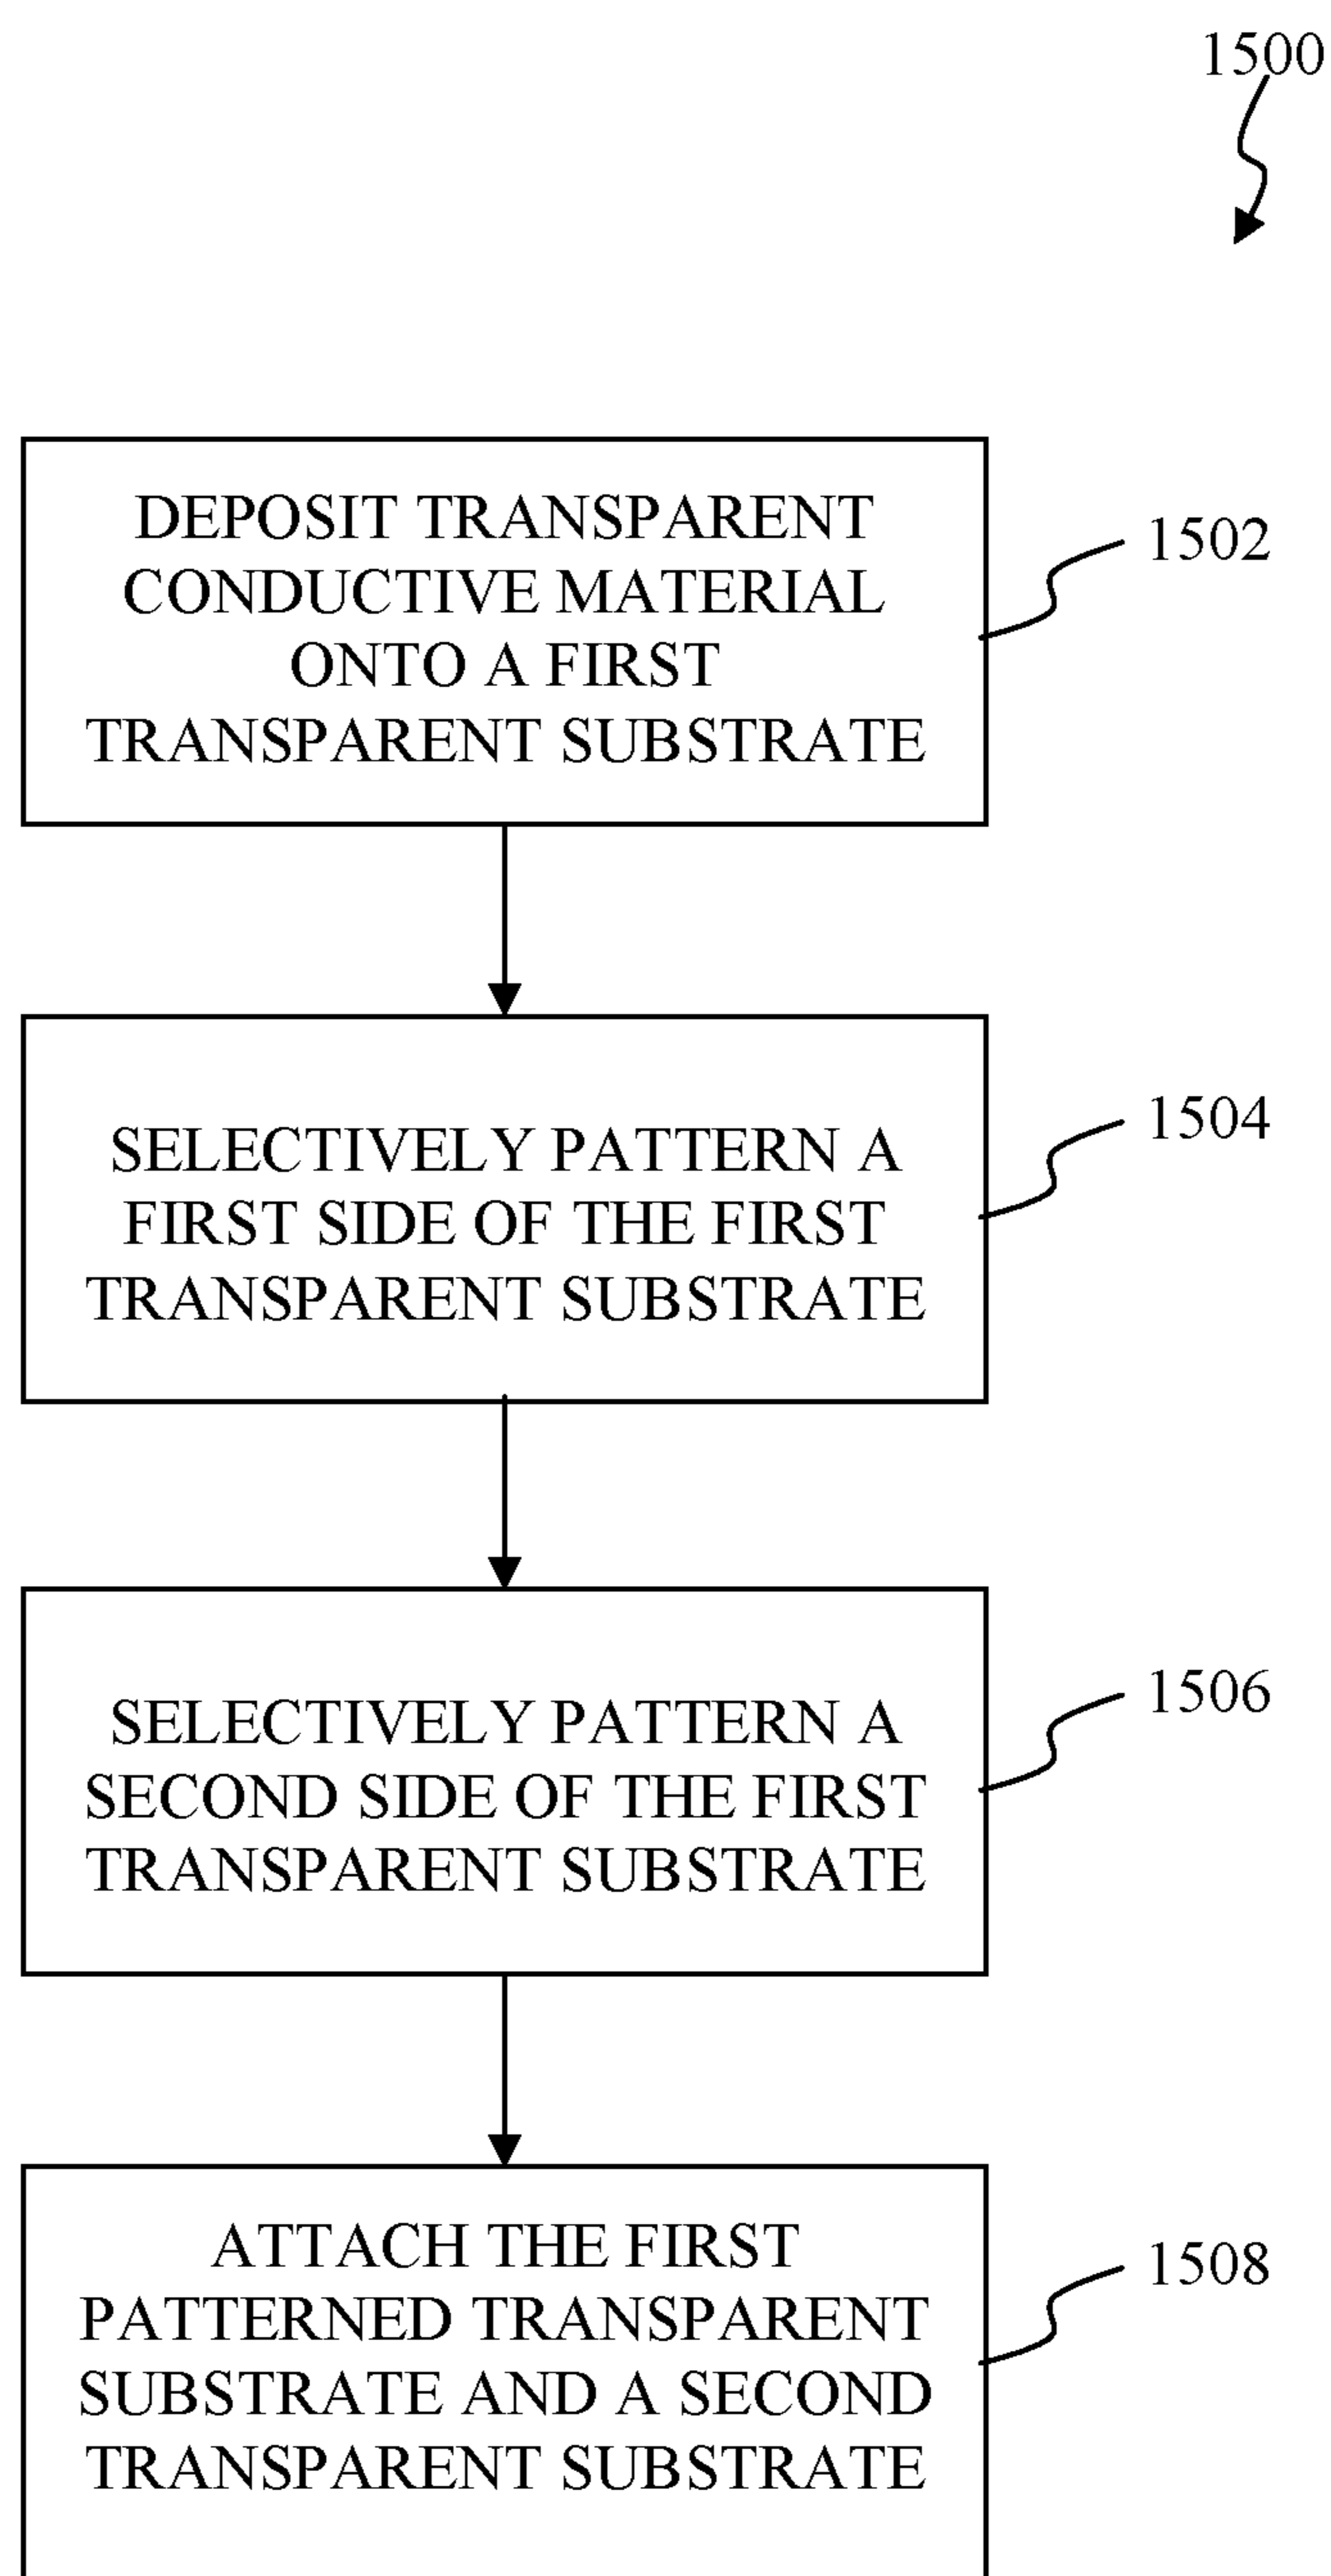 1500
DEPOSIT TRANSPARENT
CONDUCTIVE MATERIAL
ONTO A FIRST
TRANSPARENT SUBSTRATE
1502
SELECTIVELY PATTERN A
FIRST SIDE OF THE FIRST
TRANSPARENT SUBSTRATE
1504
SELECTIVELY PATTERN A
SECOND SIDE OF THE FIRST
TRANSPARENT SUBSTRATE
1506
ATTACH THE FIRST
PATTERNED TRANSPARENT
SUBSTRATE AND A SECOND
TRANSPARENT SUBSTRATE
1508